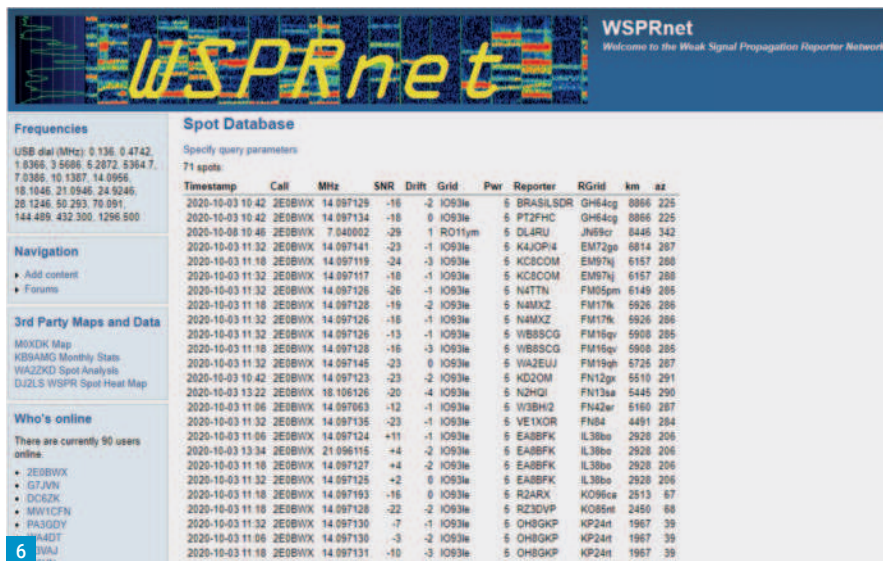 WSPRnet
WSPRnet
Welcome to the Weak Signal Propagation Reporter Network
Frequencies
USB dial (MHz): 0.136, 0.4742,
1.8366, 3.5686, 5.2872, 5364.7,
7.0386, 10.1387, 14.0956,
18.1046, 21.0946, 24.9246,
28.1246, 50.293, 70.091,
144.489, 432.300, 1296.500
Navigation
Add content
Forums
3rd Party Maps and Data
M0XDK Map
KB9AMG Monthly Stats
WA2ZKD Spot Analysis
DJ2LS WSPR Spot Heat Map
Who's online
There are currently 90 users
online.
2E0BWX
G7JVN
DC6ZK
MW1CFN
PA3GDY
WA4DT
Spot Database
Specify query parameters
71 spots:
Timestamp Call MHz SNR Drift Grid Pwr Reporter RGrid km az
2020-10-03 10:42 2E0BWX 14.097129 -16 -2 IO93le 5 BRASILSDR GH64cg 8866 225
2020-10-03 10:42 2E0BWX 14.097134 -18 0 IO93le 5 PT2FHC GH64cg 8866 225
2020-10-08 10:46 2E0BWX 7.040002 -29 1 RO11ym 5 DL4RU JN69cr 8446 342
2020-10-03 11:32 2E0BWX 14.097141 -23 -1 IO93le 5 K4JOP/4 EM72go 6814 287
2020-10-03 11:18 2E0BWX 14.097119 -24 -3 IO93le 5 KC8COM EM97kj 6157 288
2020-10-03 11:32 2E0BWX 14.097117 -18 -1 IO93le 5 KC8COM EM97kj 6157 288
2020-10-03 11:32 2E0BWX 14.097126 -26 -1 IO93le 5 N4TTN FM05pm 6149 285
2020-10-03 11:18 2E0BWX 14.097128 -19 -2 IO93le 5 N4MXZ FM17fk 5926 286
2020-10-03 11:32 2E0BWX 14.097126 -18 -1 IO93le 5 N4MXZ FM17fk 5926 286
2020-10-03 11:32 2E0BWX 14.097126 -13 -1 IO93le 5 WB8SCG FM16qv 5908 285
2020-10-03 11:18 2E0BWX 14.097128 -16 -3 IO93le 5 WB8SCG FM16qv 5908 285
2020-10-03 11:32 2E0BWX 14.097145 -23 0 IO93le 5 WA2EUJ FM19qh 5725 287
2020-10-03 10:42 2E0BWX 14.097123 -23 -2 IO93le 5 KD2OM FN12gx 5510 291
2020-10-03 13:22 2E0BWX 18.106126 -20 -4 IO93le 5 N2HQI FN13sa 5445 290
2020-10-03 11:06 2E0BWX 14.097063 -12 -1 IO93le 5 W3BH/2 FN42er 5160 287
2020-10-03 11:32 2E0BWX 14.097135 -23 -1 IO93le 5 VE1XOR FN84 4491 284
2020-10-03 11:06 2E0BWX 14.097124 +11 -1 IO93le 5 EA8BFK IL38bo 2928 206
2020-10-03 13:34 2E0BWX 21.096115 +4 -2 IO93le 5 EA8BFK IL38bo 2928 206
2020-10-03 11:18 2E0BWX 14.097127 +4 -2 IO93le 5 EA8BFK IL38bo 2928 206
2020-10-03 11:32 2E0BWX 14.097125 +2 0 IO93le 5 EA8BFK IL38bo 2928 206
2020-10-03 11:18 2E0BWX 14.097193 -16 0 IO93le 5 R2ARX KO96ca 2513 67
2020-10-03 11:18 2E0BWX 14.097128 -22 -2 IO93le 5 RZ3DVP KO85nt 2450 68
2020-10-03 11:32 2E0BWX 14.097130 -7 -1 IO93le 5 OH8GKP KP24rt 1967 39
2020-10-03 11:06 2E0BWX 14.097130 -3 -2 IO93le 5 OH8GKP KP24rt 1967 39
2020-10-03 11:18 2E0BWX 14.097131 -10 -3 IO93le 5 OH8GKP KP24rt 1967 39
6